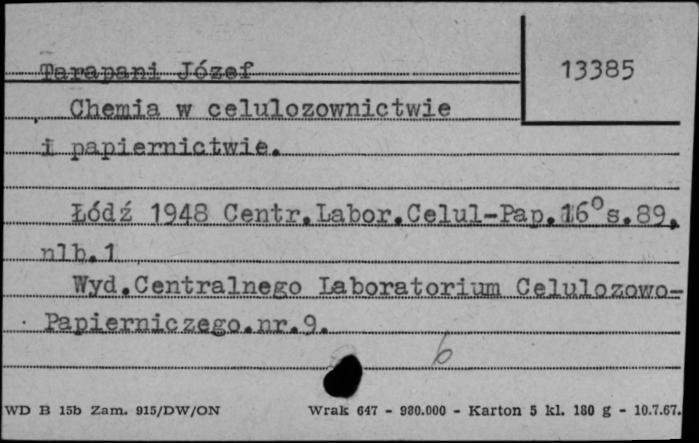 Tarapani Józef
13385
Chemia w celulozownictwie
i papiernictwie.
Łódź 1948 Centr.Labor.Celul-Pap.16° s.89,
nlb.1
Wyd.Centralnego Laboratorium Celulozowo-
Papierniczego.nr.9.
6
WD B 15b Zam. 915/DW/ON
Wrak 647 - 980.000 - Karton 5 kl. 180 g - 10.7.67.